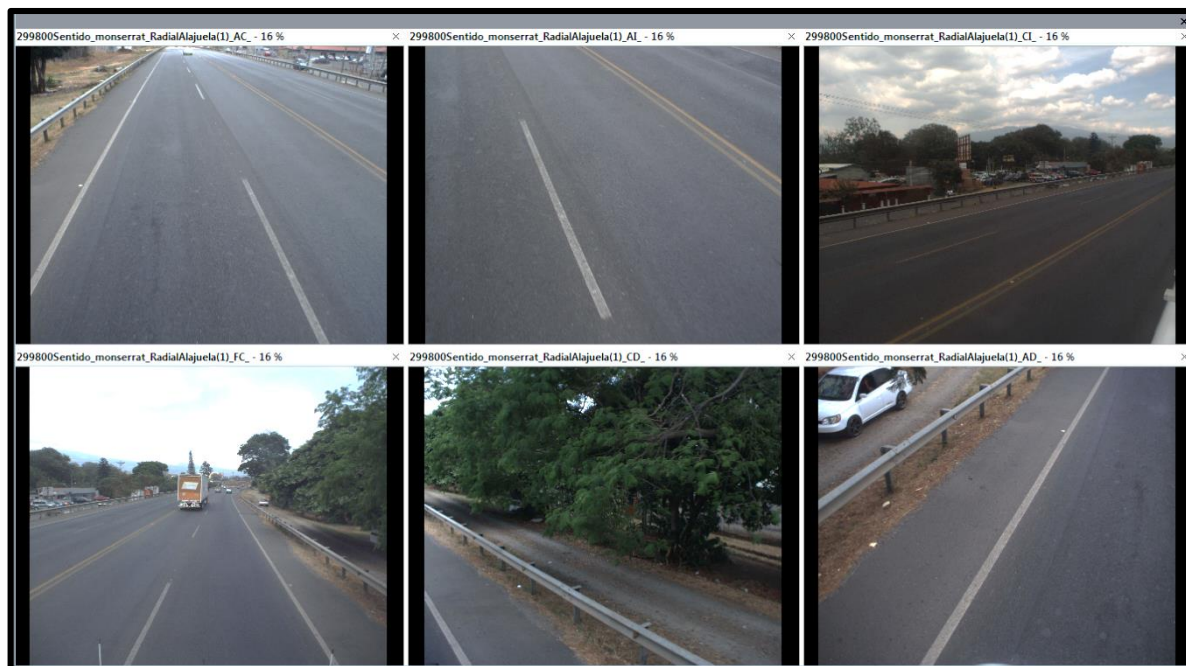 299800Sentido_monserrat_RadialAlajuela(1)_AC_ - 16 %
299800Sentido_monserrat_RadialAlajuela(1)_AI_ - 16 %
299800Sentido_monserrat_RadialAlajuela(1)_CI_ - 16 %
299800Sentido_monserrat_RadialAlajuela(1)_FC_ - 16 %
299800Sentido_monserrat_RadialAlajuela(1)_CD_ - 16 %
299800Sentido_monserrat_RadialAlajuela(1)_AD_ - 16 %